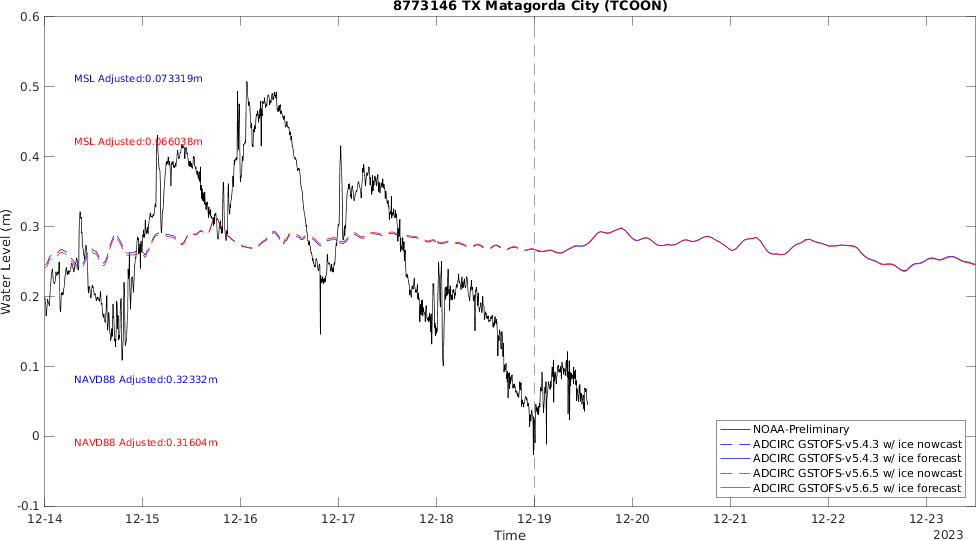 8773146 TX Matagorda City (TCOON)
0.6
0.5
0.4
0.3
0.2
0.1
0
-0.1
Water Level (m)
MSL Adjusted:0.073319m
MSL Adjusted:0.066038m
NAVD88 Adjusted:0.32332m
NAVD88 Adjusted:0.31604m
NOAA-Preliminary
ADCIRC GSTOFS-v5.4.3 w/ ice nowcast
ADCIRC GSTOFS-v5.4.3 w/ ice forecast
ADCIRC GSTOFS-v5.6.5 w/ ice nowcast
ADCIRC GSTOFS-v5.6.5 w/ ice forecast
12-14 12-15 12-16 12-17 12-18 12-19 12-20 12-21 12-22 12-23
Time
2023